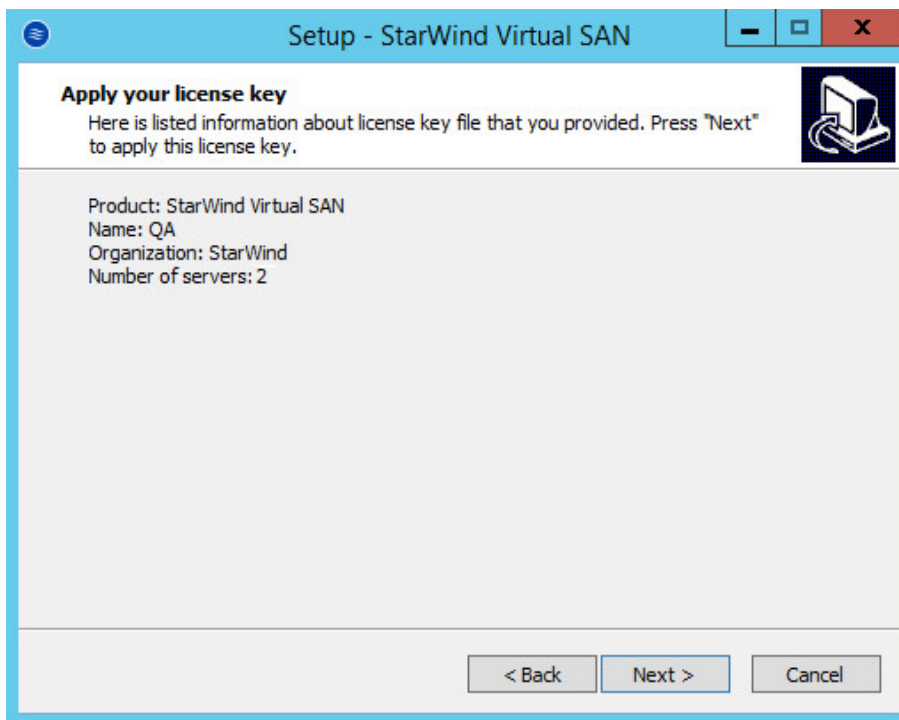 Setup - StarWind Virtual SAN
Apply your license key
Here is listed information about license key file that you provided. Press "Next"
to apply this license key.
Product: StarWind Virtual SAN
Name: QA
Organization: StarWind
Number of servers: 2
< Back
Next >
Cancel